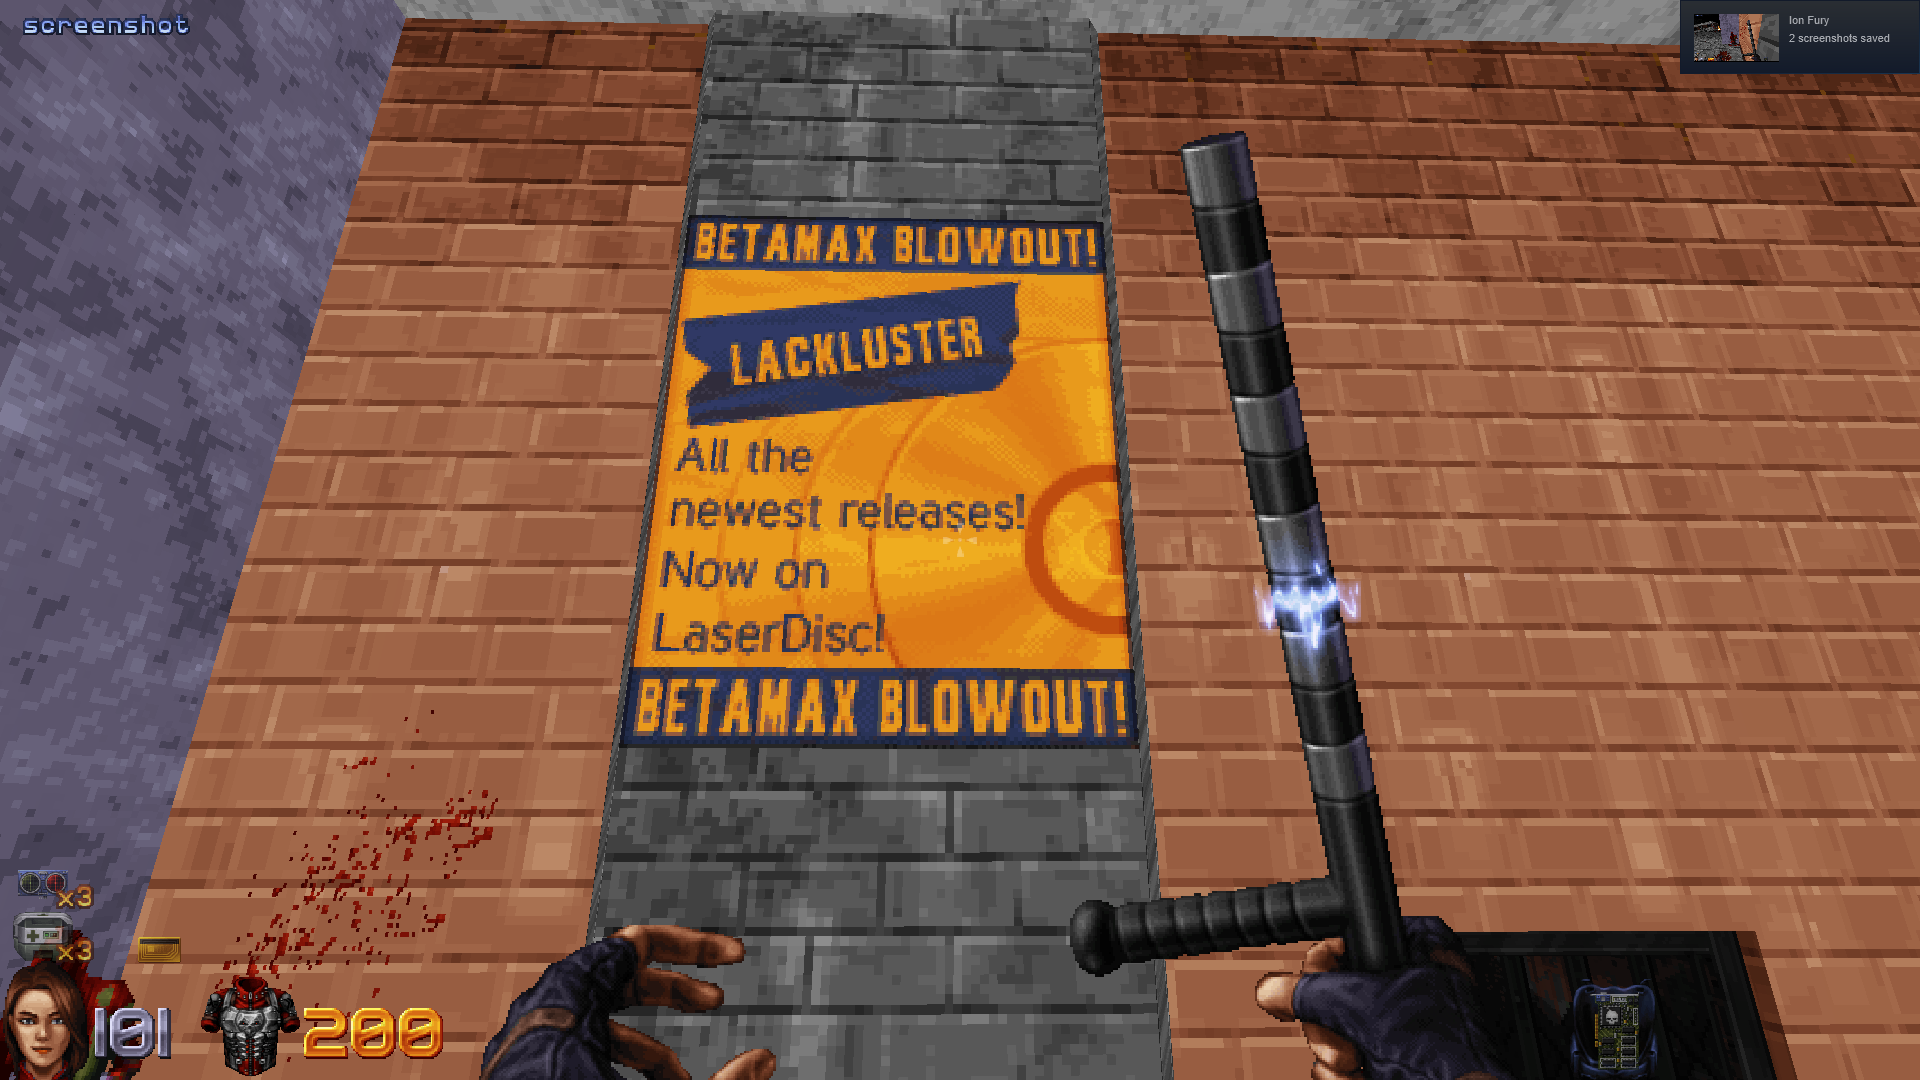 screenshot
Ion Fury
2 screenshots saved
BETAMAX BLOWOUT!
LACKLUSTER
All the
newest releases!
Now on
LaserDisc!
BETAMAX BLOWOUT!
x3
x3
101
200